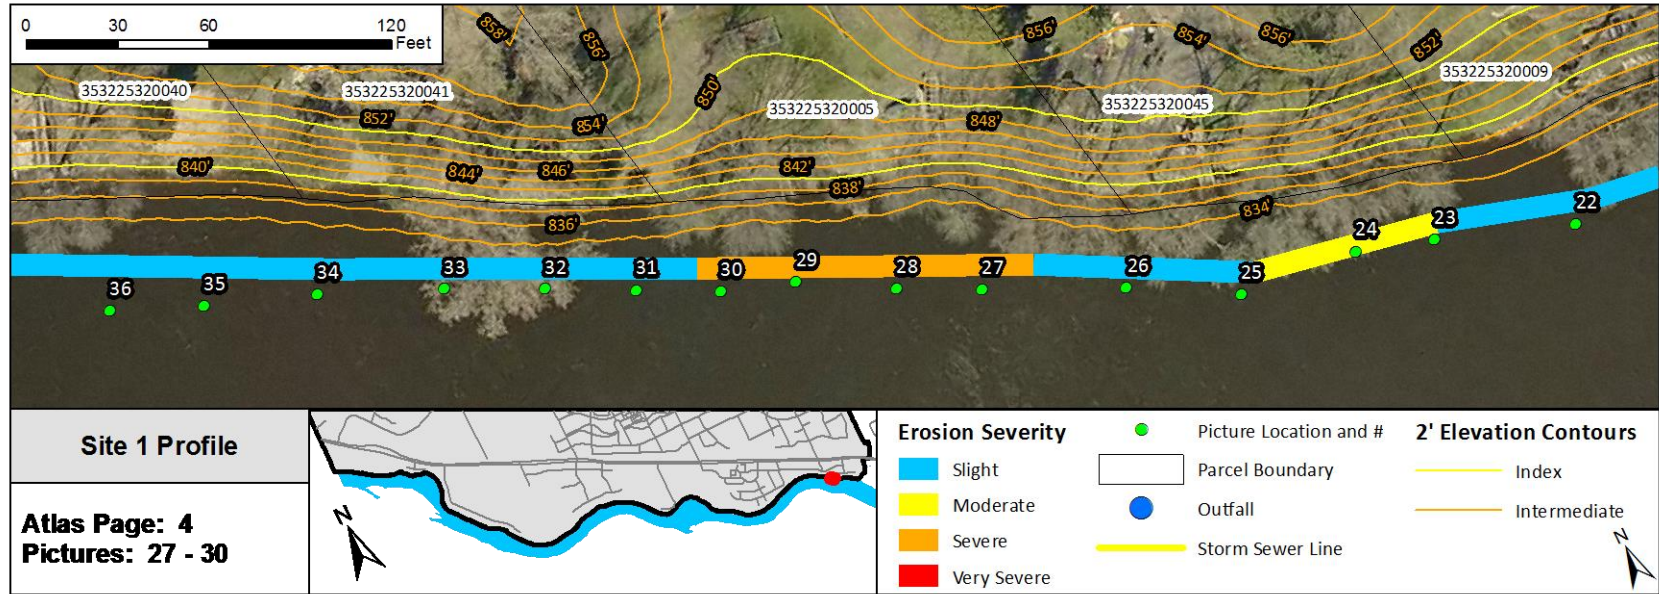 0 30 60 120
Feet
858' 856' 856' 854' 856' 852'
353225320040 353225320041 850' 353225320005 353225320045 353225320009
852' 854' 848'
840' 844' 846' 842'
838'
836' 834'
36 35 34 33 32 31 30 29 28 27 26 25 24 23 22
Site 1 Profile
Atlas Page: 4
Pictures: 27 - 30
N
Erosion Severity
Slight
Moderate
Severe
Very Severe
Picture Location and #
Parcel Boundary
Outfall
Storm Sewer Line
2' Elevation Contours
Index
Intermediate
N